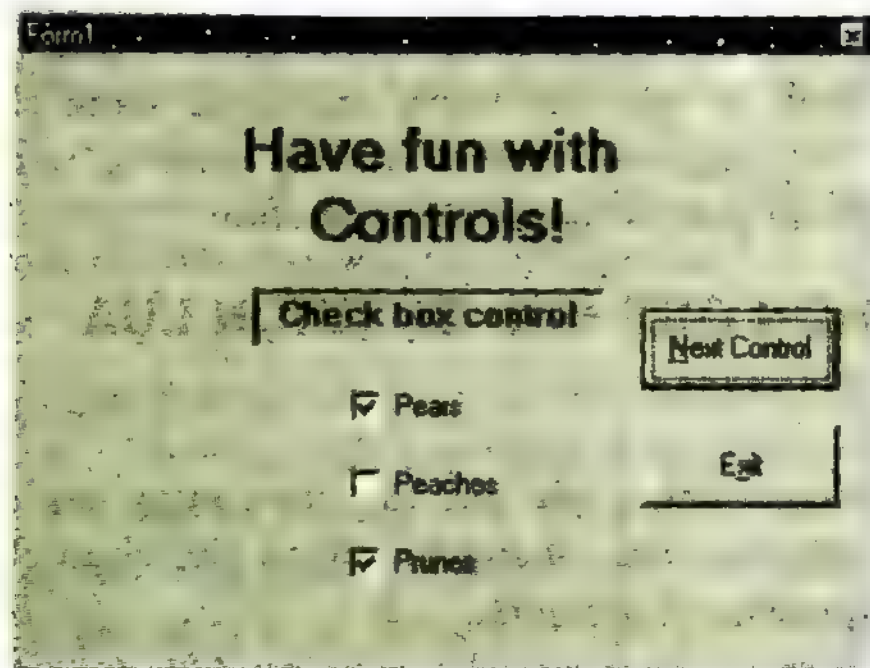 Form1
Have fun with
Controls!
Check box control
Next Control
Pears
Exit
Peaches
Prunes